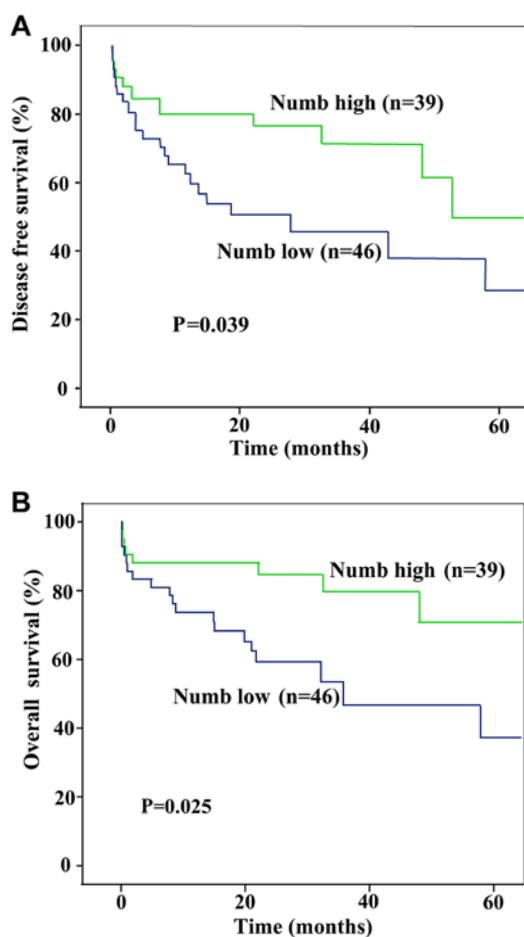 A
Disease free survival (%)
100
80
60
40
20
0
Numb high (n=39)
Numb low (n=46)
P=0.039
0 20 40 60
Time (months)
B
Overall survival (%)
100
80
60
40
20
0
Numb high (n=39)
Numb low (n=46)
P=0.025
0 20 40 60
Time (months)